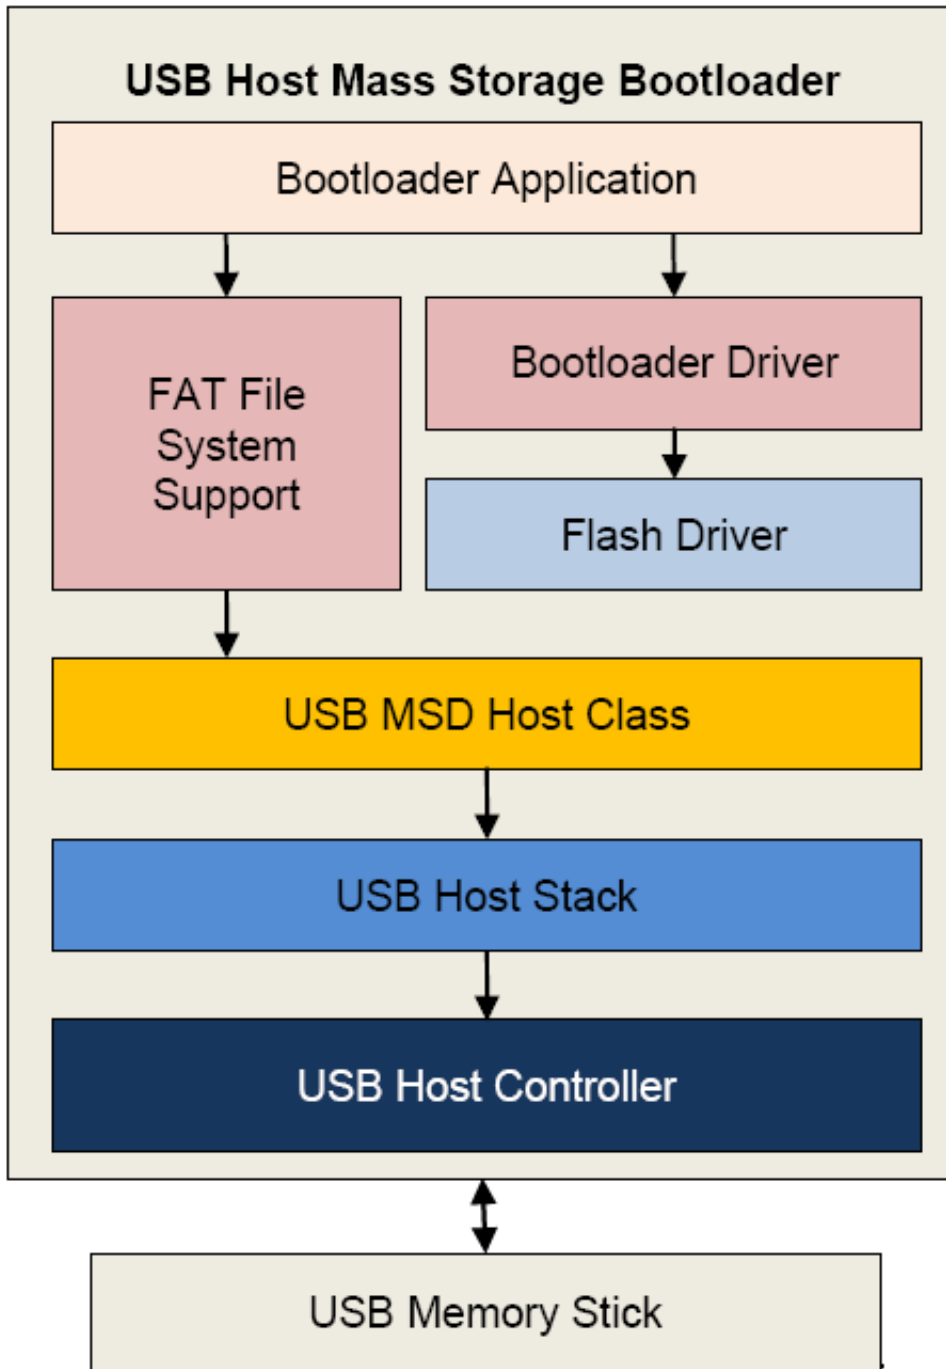 USB Host Mass Storage Bootloader
Bootloader Application
FAT File
System
Support
Bootloader Driver
Flash Driver
USB MSD Host Class
USB Host Stack
USB Host Controller
USB Memory Stick